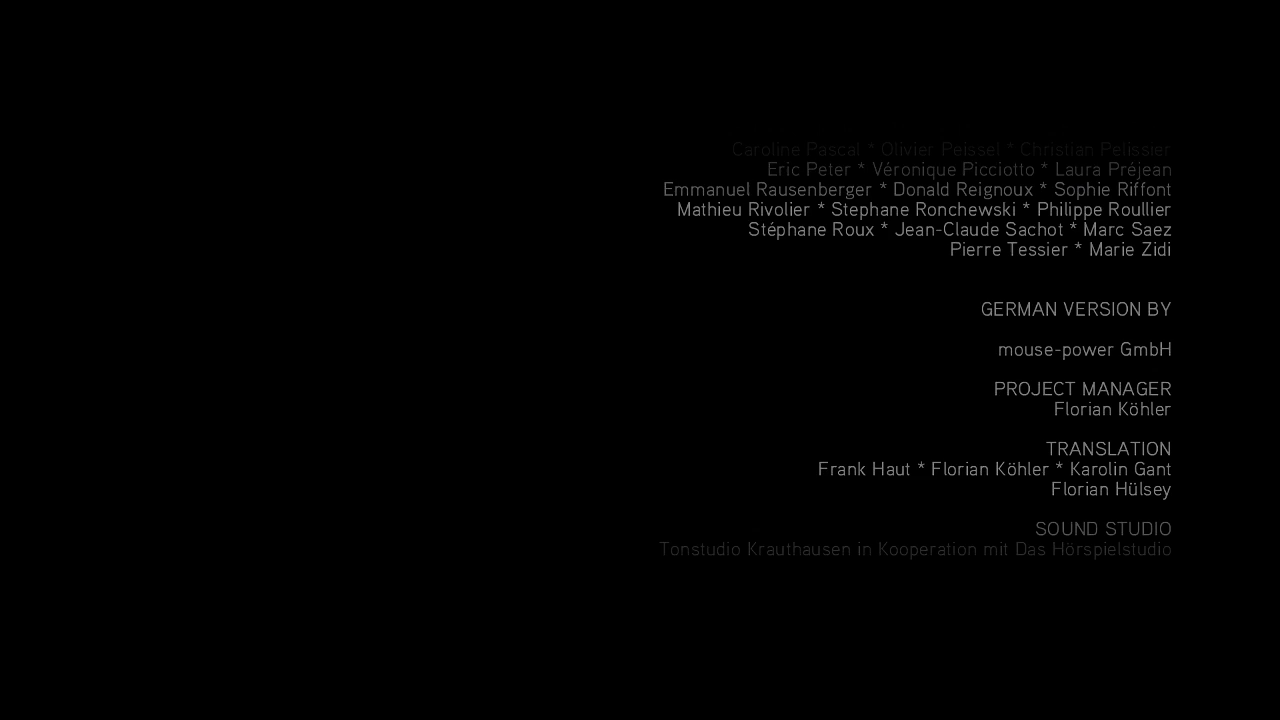 Caroline Pascal * Olivier Peissel * Christian Pelissier
Eric Peter * Véronique Picciotto * Laura Préjean
Emmanuel Rausenberger * Donald Reignoux * Sophie Riffont
Mathieu Rivolier * Stephane Ronchewski * Philippe Roullier
Stéphane Roux * Jean-Claude Sachot * Marc Saez
Pierre Tessier * Marie Zidi
GERMAN VERSION BY
mouse-power GmbH
PROJECT MANAGER
Florian Köhler
TRANSLATION
Frank Haut * Florian Köhler * Karolin Gant
Florian Hülsey
SOUND STUDIO
Tonstudio Krauthausen in Kooperation mit Das Hörspielstudio